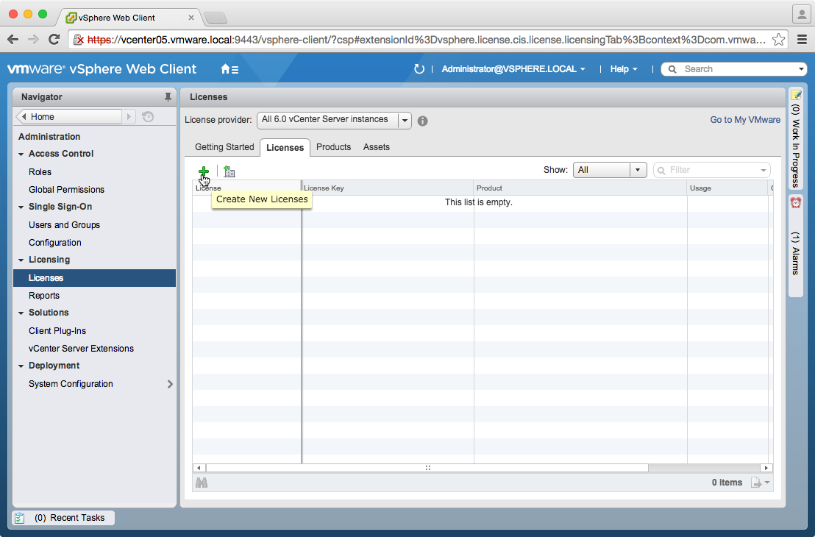 vSphere Web Client
https://vcenter05.vmware.local:9443/vsphere-client/?csp#extensionId%3Dvsphere.license.cis.license.licensingTab%3Bcontext%3Dcom.vmwa...
vmware® vSphere Web Client
Administrator@VSPHERE.LOCAL
Help
Search
Navigator
Home
Administration
Access Control
Roles
Global Permissions
Single Sign-On
Users and Groups
Configuration
Licensing
Licenses
Reports
Solutions
Client Plug-Ins
vCenter Server Extensions
Deployment
System Configuration
Licenses
License provider: All 6.0 vCenter Server instances
Go to My VMware
Getting Started Licenses Products Assets
Show: All
Filter
License License Key Product Usage
Create New Licenses
This list is empty.
0 items
(0) Work In Progress
(1) Alarms
(0) Recent Tasks